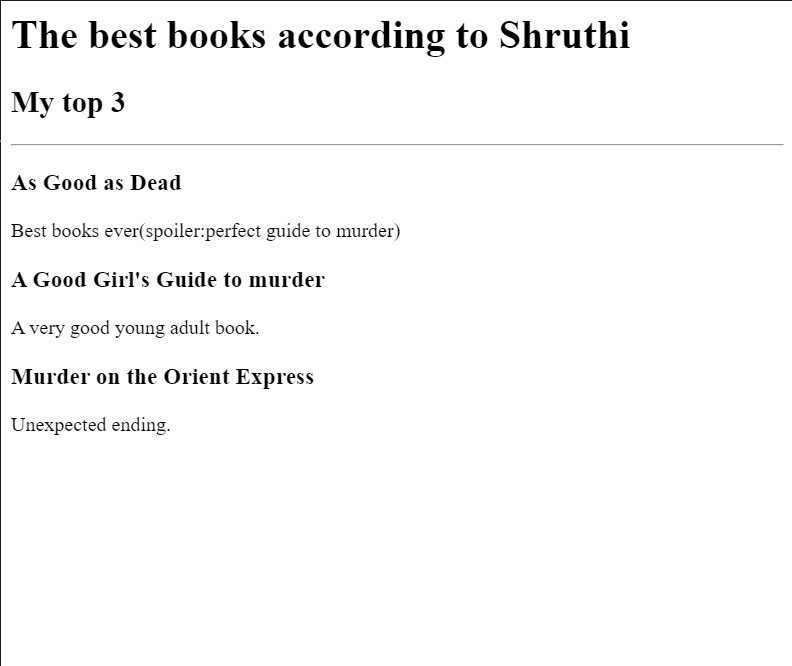 The best books according to Shruthi
My top 3
As Good as Dead
Best books ever(spoiler:perfect guide to murder)
A Good Girl's Guide to murder
A very good young adult book.
Murder on the Orient Express
Unexpected ending.